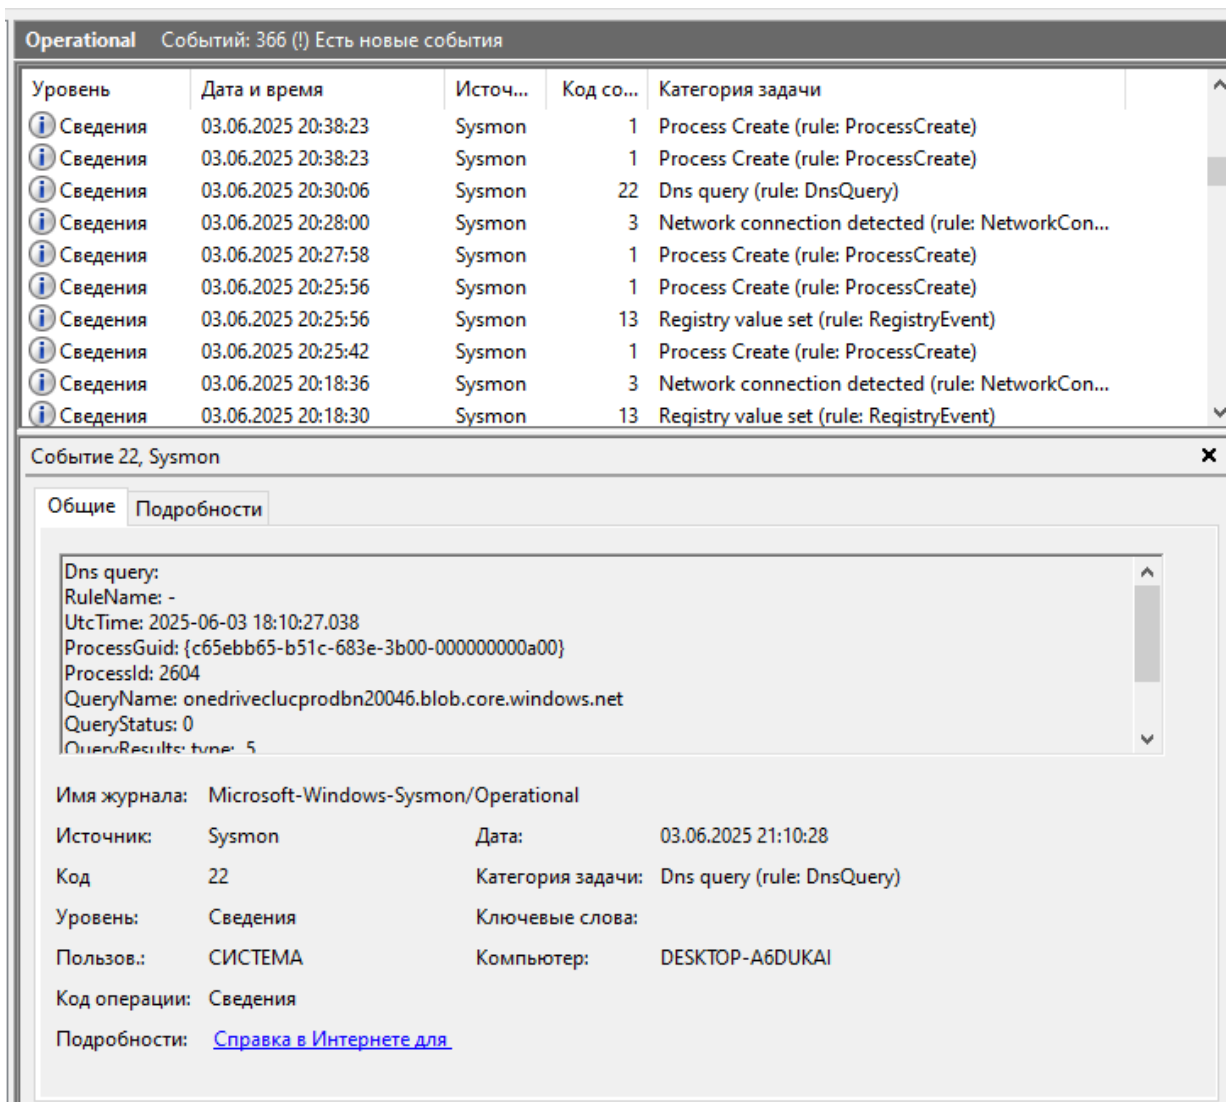 Operational Событий: 366 (!) Есть новые события
Уровень Дата и время Источ... Код со... Категория задачи
Сведения 03.06.2025 20:38:23 Sysmon 1 Process Create (rule: ProcessCreate)
Сведения 03.06.2025 20:38:23 Sysmon 1 Process Create (rule: ProcessCreate)
Сведения 03.06.2025 20:30:06 Sysmon 22 Dns query (rule: DnsQuery)
Сведения 03.06.2025 20:28:00 Sysmon 3 Network connection detected (rule: NetworkCon...
Сведения 03.06.2025 20:27:58 Sysmon 1 Process Create (rule: ProcessCreate)
Сведения 03.06.2025 20:25:56 Sysmon 1 Process Create (rule: ProcessCreate)
Сведения 03.06.2025 20:25:56 Sysmon 13 Registry value set (rule: RegistryEvent)
Сведения 03.06.2025 20:25:42 Sysmon 1 Process Create (rule: ProcessCreate)
Сведения 03.06.2025 20:18:36 Sysmon 3 Network connection detected (rule: NetworkCon...
Сведения 03.06.2025 20:18:30 Sysmon 13 Registry value set (rule: RegistryEvent)
Событие 22, Sysmon
Общие Подробности
Dns query:
RuleName: -
UtcTime: 2025-06-03 18:10:27.038
ProcessGuid: {c65ebb65-b51c-683e-3b00-000000000a00}
ProcessId: 2604
QueryName: onedriveclucprodbn20046.blob.core.windows.net
QueryStatus: 0
QueryResults: type: 5
Имя журнала: Microsoft-Windows-Sysmon/Operational
Источник: Sysmon Дата: 03.06.2025 21:10:28
Код 22 Категория задачи: Dns query (rule: DnsQuery)
Уровень: Сведения Ключевые слова:
Пользов.: СИСТЕМА Компьютер: DESKTOP-A6DUKAI
Код операции: Сведения
Подробности: Справка в Интернете для